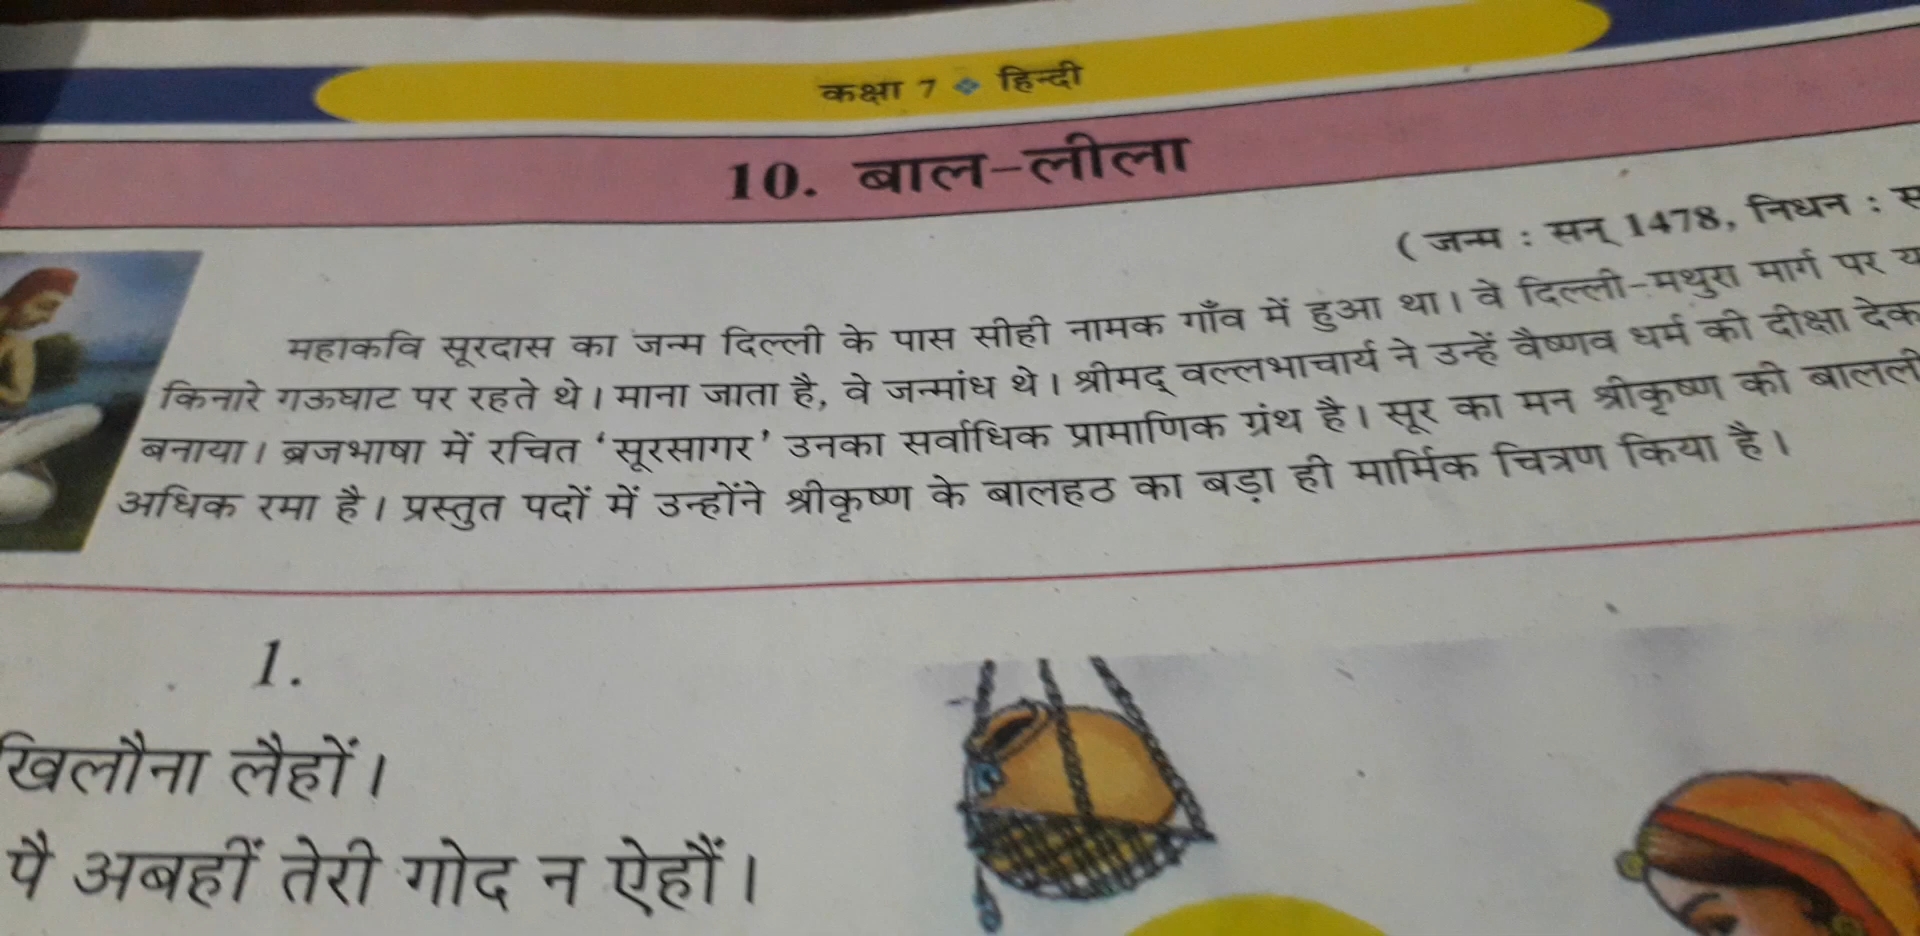 कक्षा 7 ❖ हिन्दी
10. बाल-लीला
( जन्म : सन् 1478, निधन :
महाकवि सूरदास का जन्म दिल्ली के पास सीही नामक गाँव में हुआ था। वे दिल्ली-मथुरा मार्ग पर
किनारे गऊघाट पर रहते थे। माना जाता है, वे जन्मांध थे। श्रीमद् वल्लभाचार्य ने उन्हें वैष्णव धर्म की दीक्षा
बनाया। ब्रजभाषा में रचित ‘सूरसागर’ उनका सर्वाधिक प्रामाणिक ग्रंथ है। सूर का मन श्रीकृष्ण की
अधिक रमा है। प्रस्तुत पदों में उन्होंने श्रीकृष्ण के बालहठ का बड़ा ही मार्मिक चित्रण किया है।
1.
खिलौना लैहों।
पै अबहीं तेरी गोद न ऐहौं।